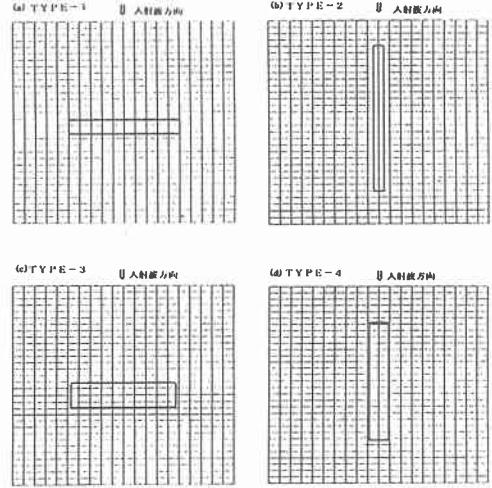 (a) TYPE-1 ⇩ 入射波方向
(b) TYPE-2 ⇩ 入射波方向
(c) TYPE-3 ⇩ 入射波方向
(d) TYPE-4 ⇩ 入射波方向